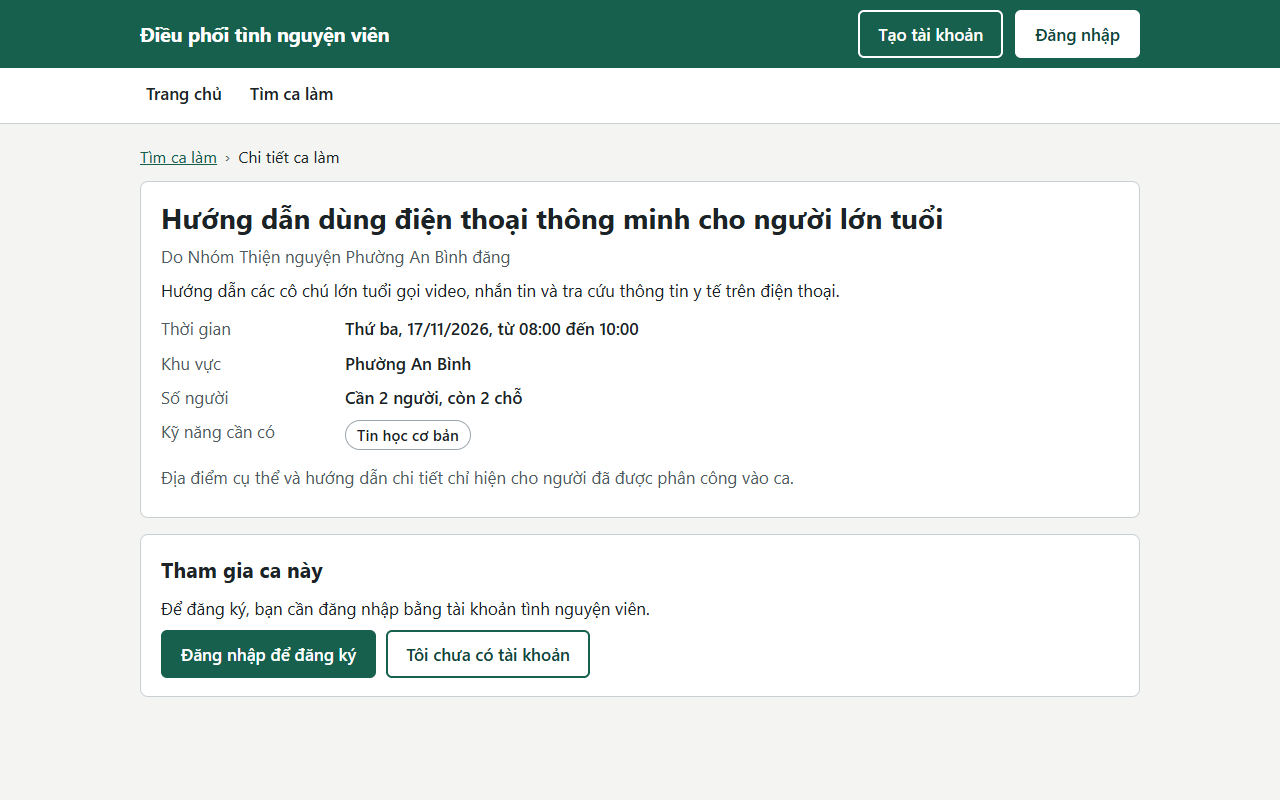 Điều phối tình nguyện viên
Tạo tài khoản
Đăng nhập
Trang chủ
Tìm ca làm
Tìm ca làm › Chi tiết ca làm
Hướng dẫn dùng điện thoại thông minh cho người lớn tuổi
Do Nhóm Thiện nguyện Phường An Bình đăng
Hướng dẫn các cô chú lớn tuổi gọi video, nhắn tin và tra cứu thông tin y tế trên điện thoại.
Thời gian Thứ ba, 17/11/2026, từ 08:00 đến 10:00
Khu vực Phường An Bình
Số người Cần 2 người, còn 2 chỗ
Kỹ năng cần có Tin học cơ bản
Địa điểm cụ thể và hướng dẫn chi tiết chỉ hiện cho người đã được phân công vào ca.
Tham gia ca này
Để đăng ký, bạn cần đăng nhập bằng tài khoản tình nguyện viên.
Đăng nhập để đăng ký
Tôi chưa có tài khoản